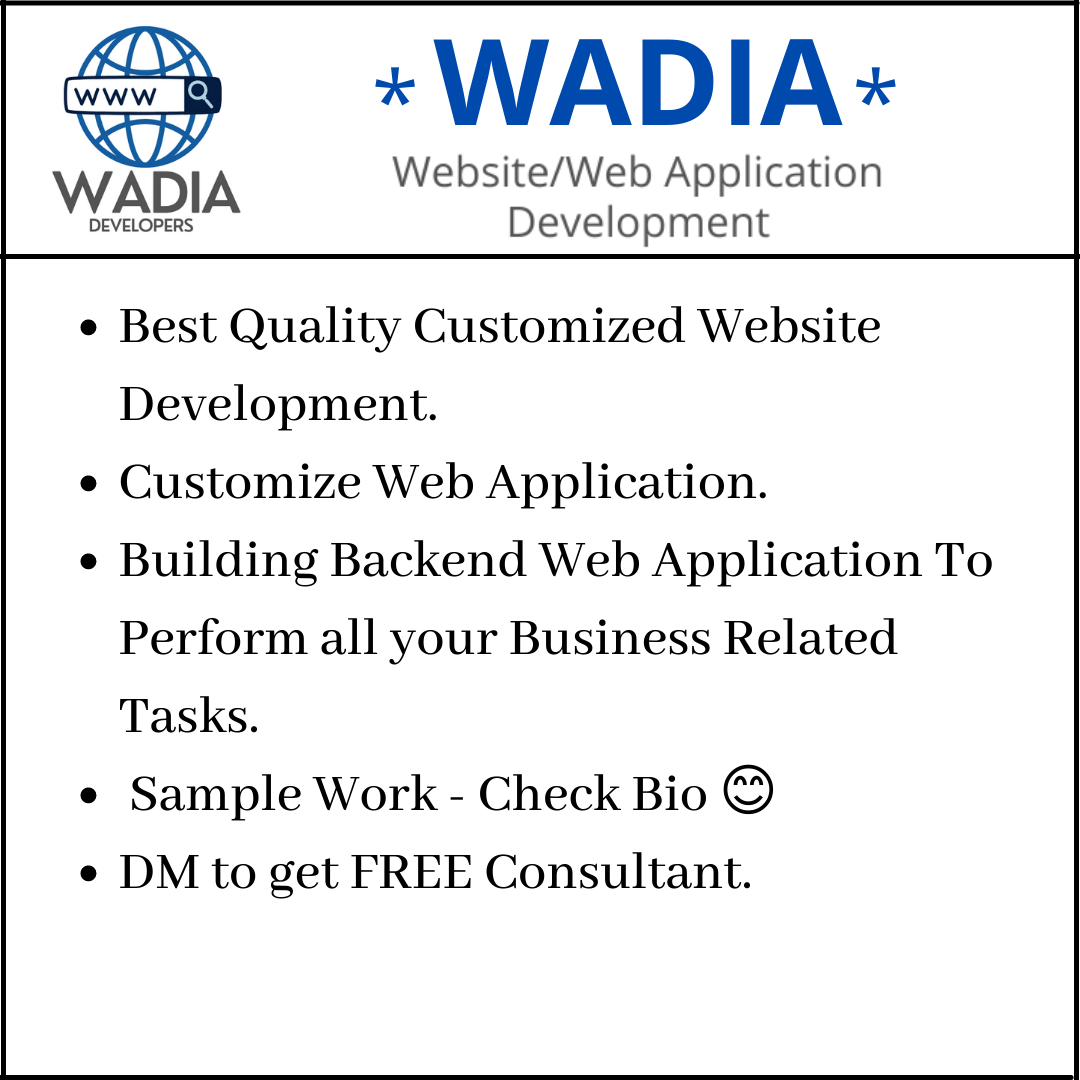 www
WADIA
DEVELOPERS
*WADIA*
Website/Web Application
Development
• Best Quality Customized Website
Development.
• Customize Web Application.
• Building Backend Web Application To
Perform all your Business Related
Tasks.
• Sample Work - Check Bio 😊
• DM to get FREE Consultant.